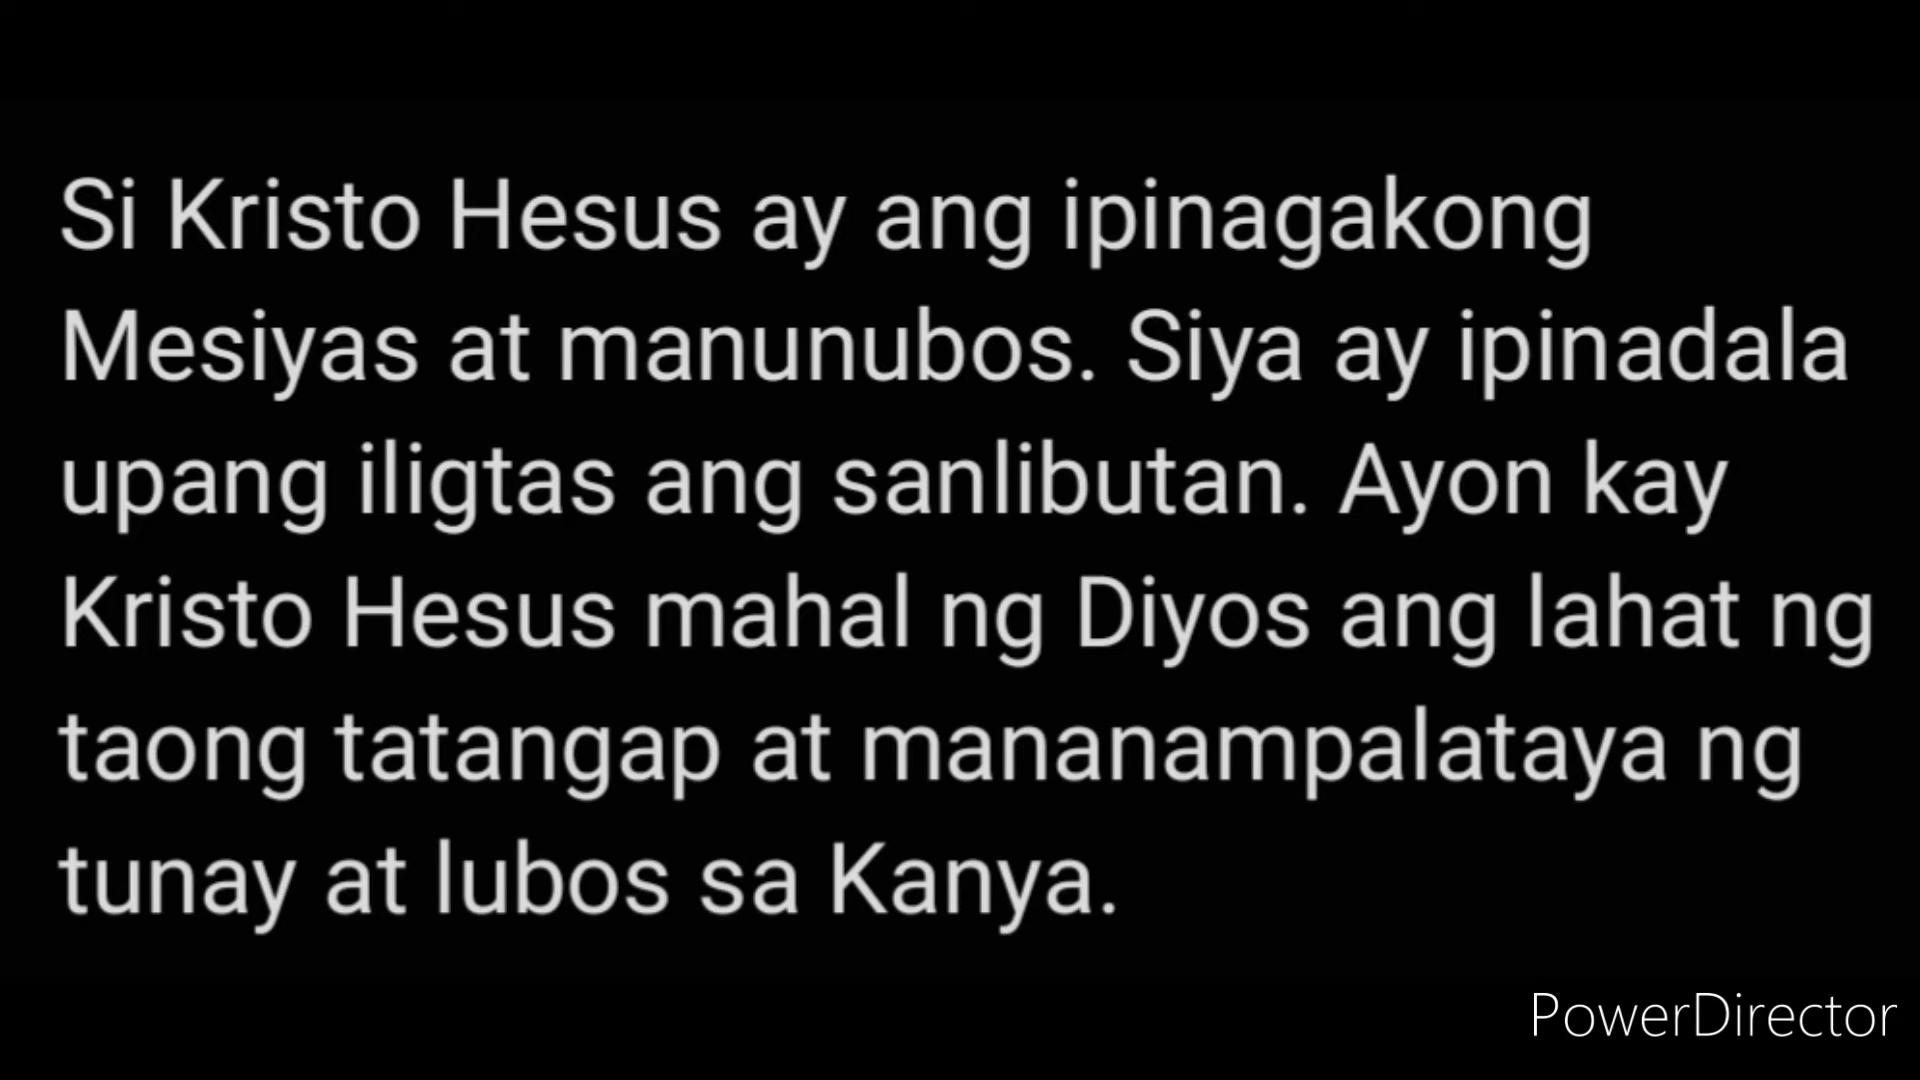 Si Kristo Hesus ay ang ipinagakong
Mesiyas at manunubos. Siya ay ipinadala
upang iligtas ang sanlibutan. Ayon kay
Kristo Hesus mahal ng Diyos ang lahat ng
taong tatangap at mananampalataya ng
tunay at lubos sa Kanya.
PowerDirector